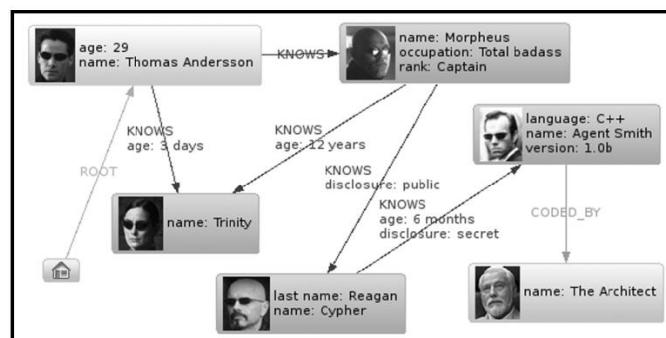 age: 29
name: Thomas Andersson
KNOWS
name: Morpheus
occupation: Total badass
rank: Captain
KNOWS
age: 3 days
KNOWS
age: 12 years
language: C++
name: Agent Smith
version: 1.0b
ROOT
KNOWS
disclosure: public
name: Trinity
KNOWS
age: 6 months
disclosure: secret
CODED_BY
last name: Reagan
name: Cypher
name: The Architect